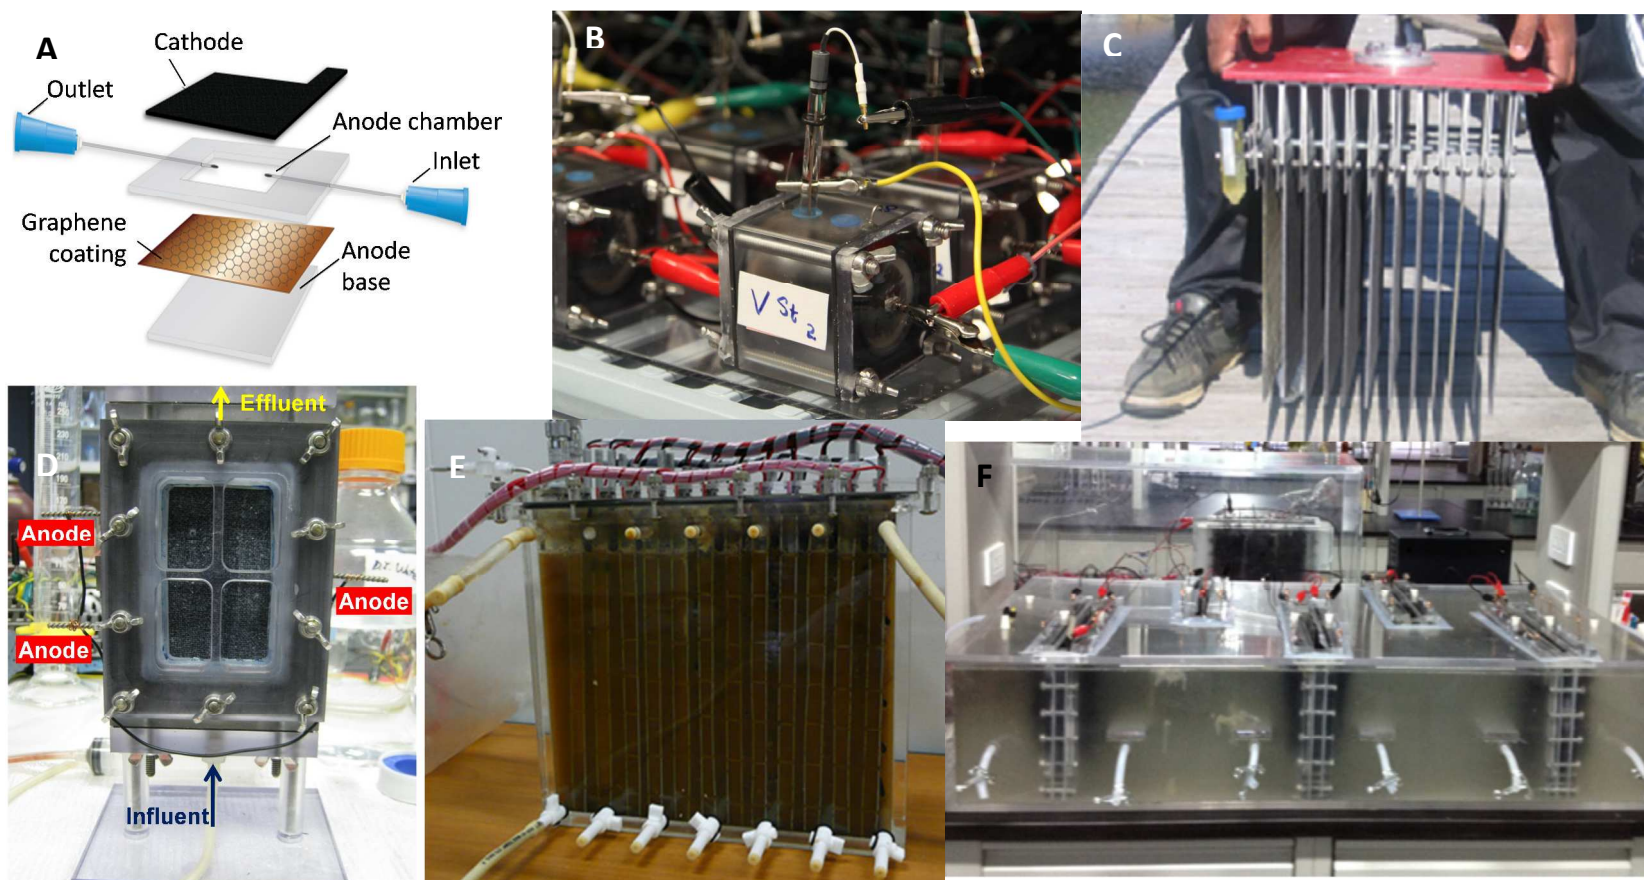 A
Cathode
Outlet
Anode chamber
Inlet
Graphene
coating
Anode
base
B
V St 2
C
D
Effluent
Anode
Anode
Anode
Influent
E
F